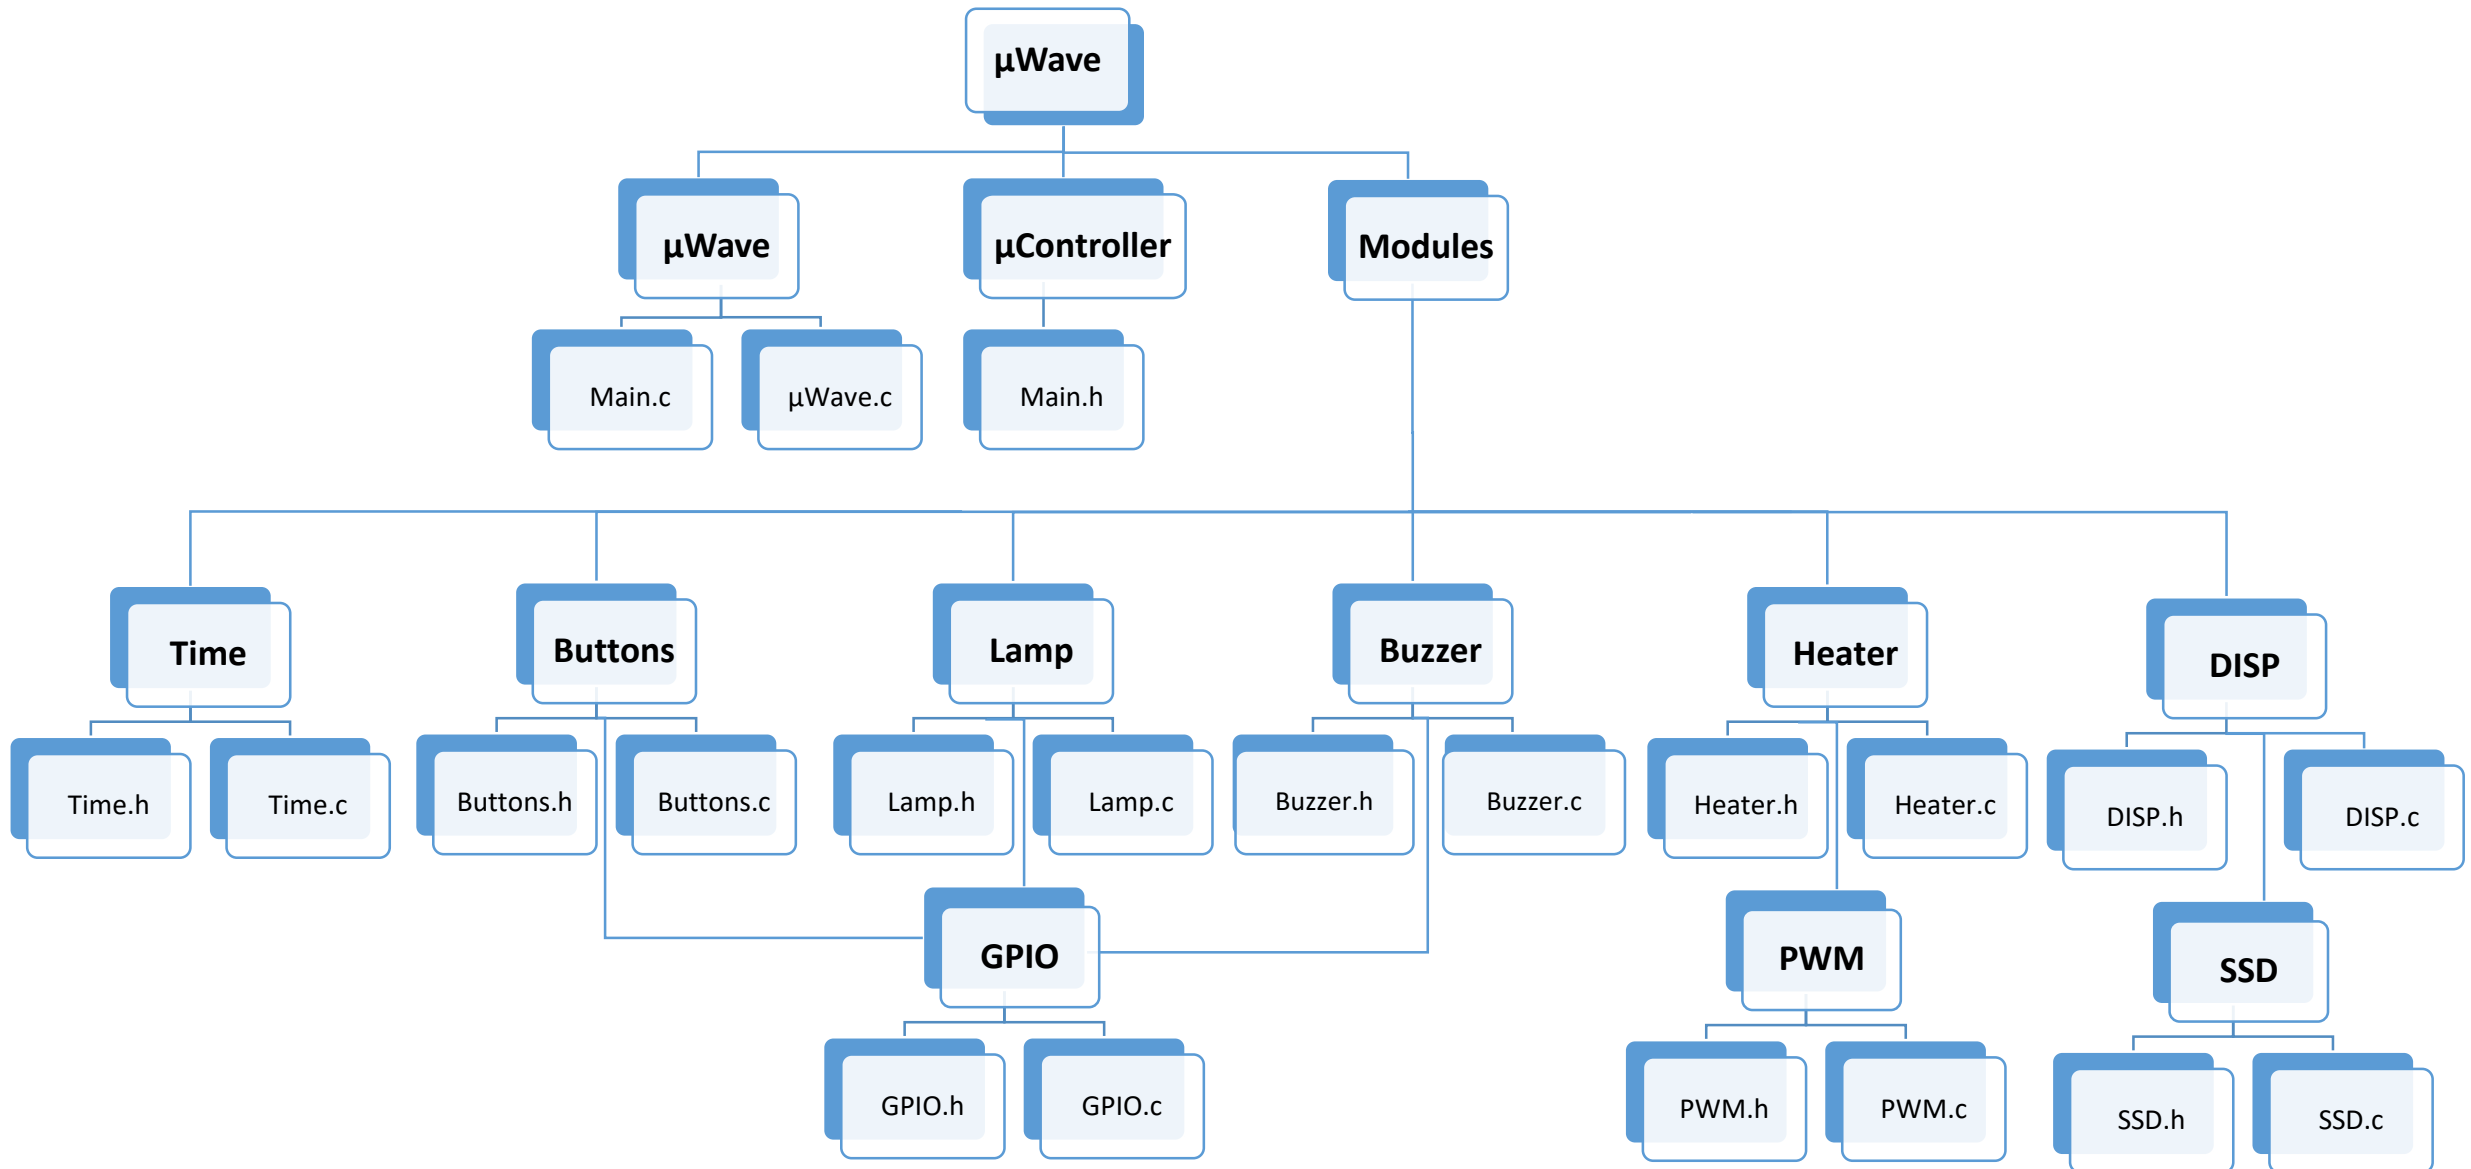 μWave
μWave
μController
Modules
Main.c
μWave.c
Main.h
Time
Buttons
Lamp
Buzzer
Heater
DISP
Time.h
Time.c
Buttons.h
Buttons.c
Lamp.h
Lamp.c
Buzzer.h
Buzzer.c
Heater.h
Heater.c
DISP.h
DISP.c
GPIO
PWM
SSD
GPIO.h
GPIO.c
PWM.h
PWM.c
SSD.h
SSD.c